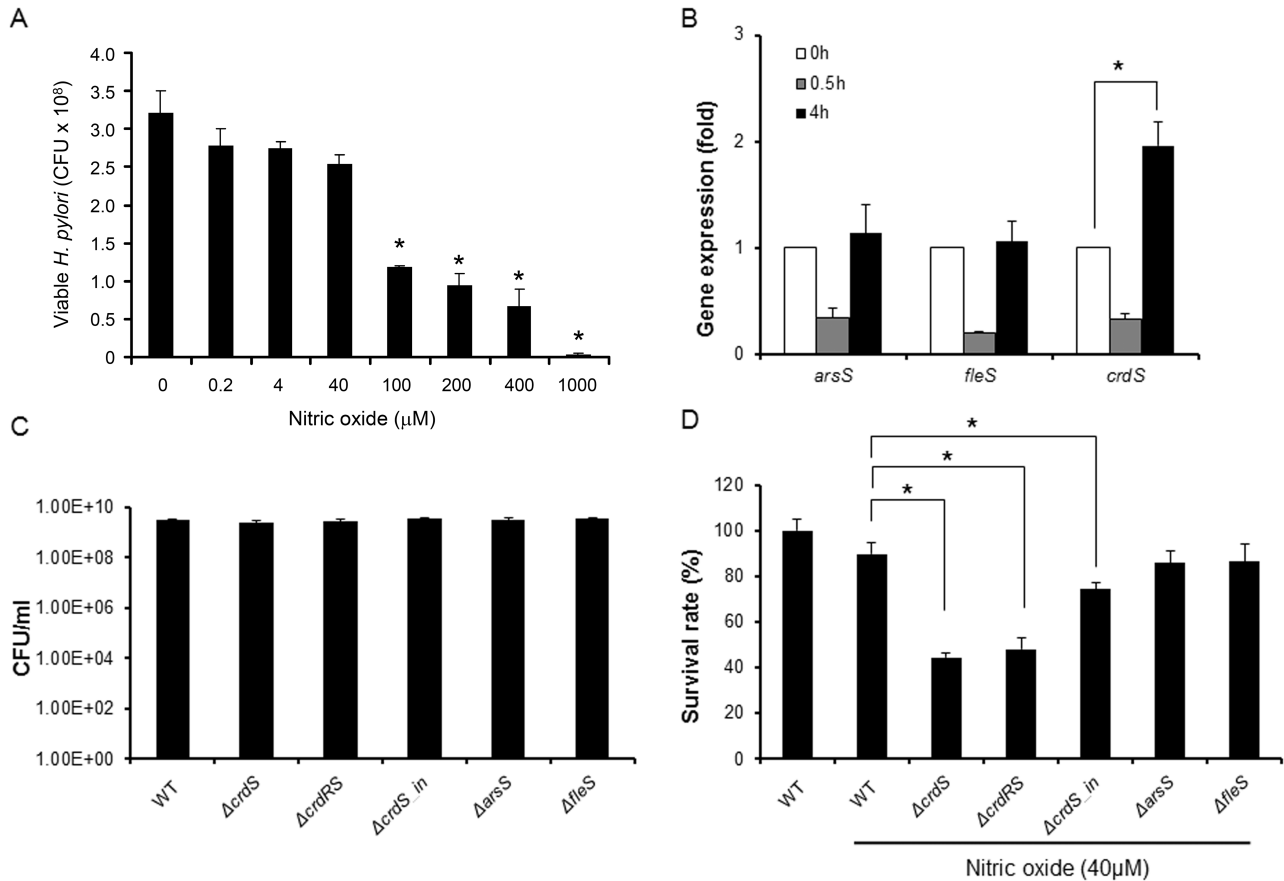 A
Viable H. pylori (CFU x 10⁸)
4.0
3.5
3.0
2.5
2.0
1.5
1.0
0.5
0
* * * *
0 0.2 4 40 100 200 400 1000
Nitric oxide (µM)
B
Gene expression (fold)
3
2
1
0
0h
0.5h
4h
*
arsS fleS crdS
C
CFU/ml
1.00E+10
1.00E+08
1.00E+06
1.00E+04
1.00E+02
1.00E+00
WT ΔcrdS ΔcrdRS ΔcrdS_in ΔarsS ΔfleS
D
Survival rate (%)
120
100
80
60
40
20
0
*
*
*
WT WT ΔcrdS ΔcrdRS ΔcrdS_in ΔarsS ΔfleS
Nitric oxide (40µM)